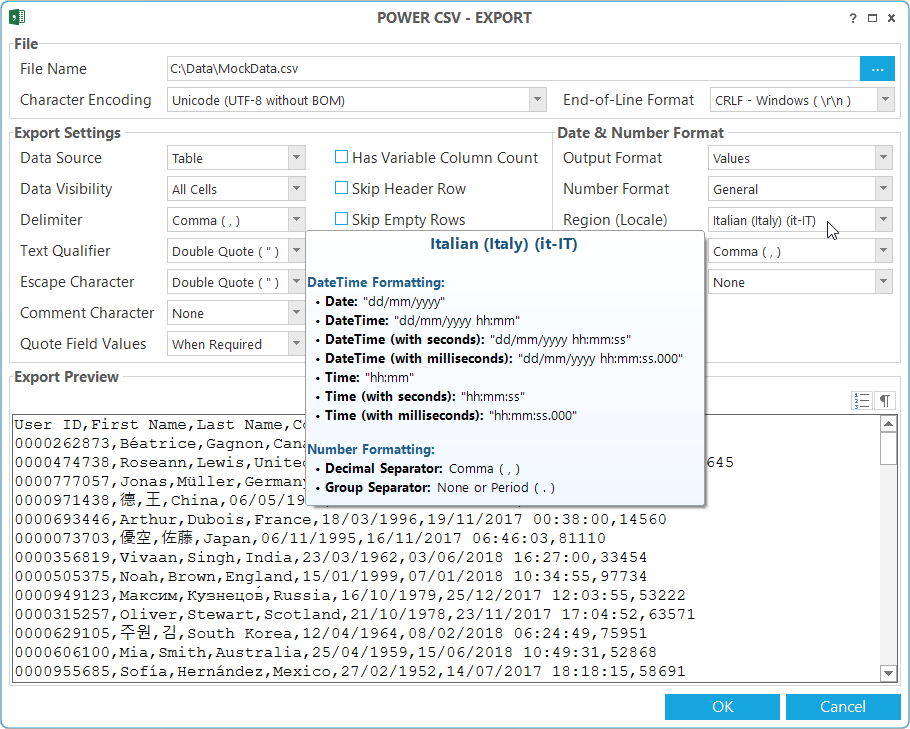 POWER CSV - EXPORT
?
File
File Name C:\Data\MockData.csv ...
Character Encoding Unicode (UTF-8 without BOM) End-of-Line Format CRLF - Windows ( \r\n )
Export Settings Date & Number Format
Data Source Table Has Variable Column Count Output Format Values
Data Visibility All Cells Skip Header Row Number Format General
Delimiter Comma ( , ) Skip Empty Rows Region (Locale) Italian (Italy) (it-IT)
Text Qualifier Double Quote ( " ) Comma ( , )
Escape Character Double Quote ( " ) None
Comment Character None
Quote Field Values When Required
Italian (Italy) (it-IT)
DateTime Formatting:
• Date: "dd/mm/yyyy"
• DateTime: "dd/mm/yyyy hh:mm"
• DateTime (with seconds): "dd/mm/yyyy hh:mm:ss"
• DateTime (with milliseconds): "dd/mm/yyyy hh:mm:ss.000"
• Time: "hh:mm"
• Time (with seconds): "hh:mm:ss"
• Time (with milliseconds): "hh:mm:ss.000"
Number Formatting:
• Decimal Separator: Comma ( , )
• Group Separator: None or Period ( . )
Export Preview
1 2 3 ¶
User ID,First Name,Last Name,Co
0000262873,Béatrice,Gagnon,Cana
0000474738,Roseann,Lewis,United 645
0000777057,Jonas,Müller,Germany
0000971438,德,王,China,06/05/19
0000693446,Arthur,Dubois,France,18/03/1996,19/11/2017 00:38:00,14560
0000073703,優空,佐藤,Japan,06/11/1995,16/11/2017 06:46:03,81110
0000356819,Vivaan,Singh,India,23/03/1962,03/06/2018 16:27:00,33454
0000505375,Noah,Brown,England,15/01/1999,07/01/2018 10:34:55,97734
0000949123,Максим,Кузнецо́в,Russia,16/10/1979,25/12/2017 12:03:55,53222
0000315257,Oliver,Stewart,Scotland,21/10/1978,23/11/2017 17:04:52,63571
0000629105,주원,김,South Korea,12/04/1964,08/02/2018 06:24:49,75951
0000606100,Mia,Smith,Australia,25/04/1959,15/06/2018 10:49:31,52868
0000955685,Sofía,Hernández,Mexico,27/02/1952,14/07/2017 18:18:15,58691
OK Cancel